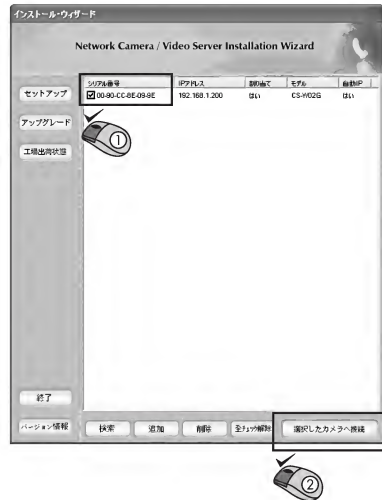 インストール・ウィザード
Network Camera / Video Server Installation Wizard
シリアル番号 IPアドレス 割り当て モデル 自動IP
00-90-CC-8E-09-9E 192.168.1.200 はい CS-W02G はい
セットアップ
アップグレード
工場出荷状態
①
終了
バージョン情報 検索 追加 削除 全チェック解除 選択したカメラへ接続
②